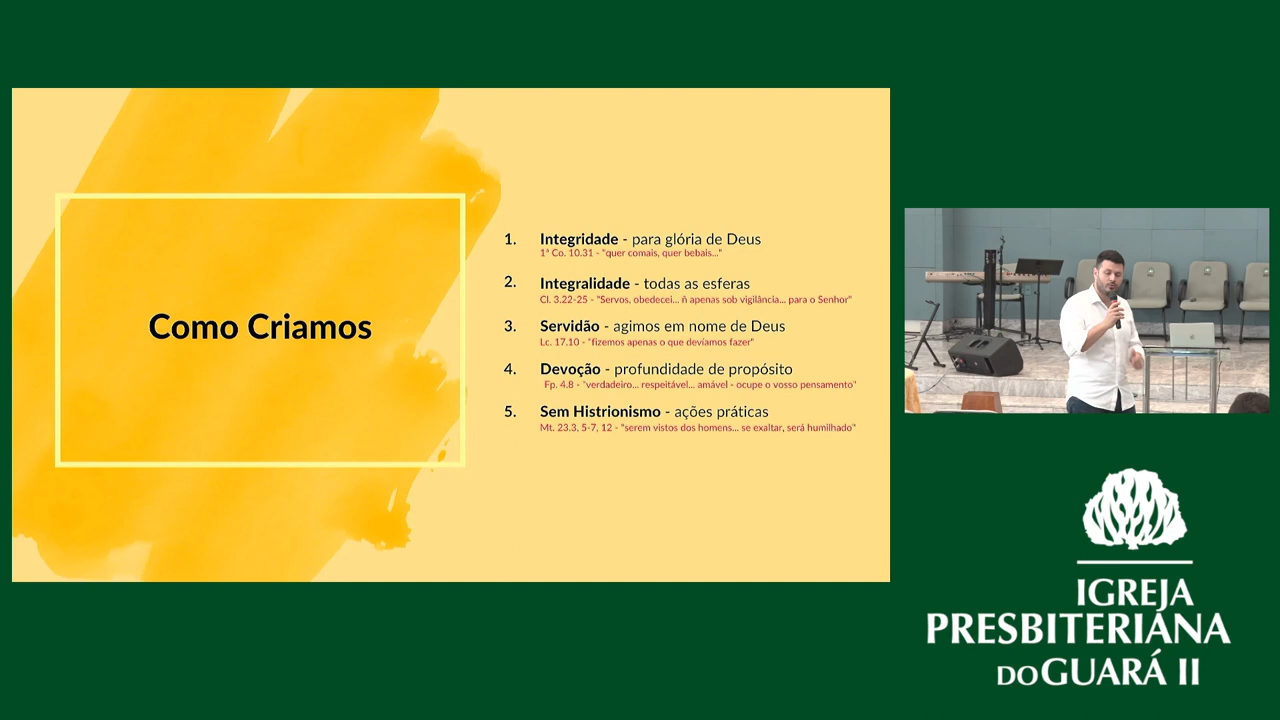 Como Criamos
1. Integridade - para glória de Deus
1ª Co. 10.31 - "quer comais, quer bebais..."
2. Integralidade - todas as esferas
Cl. 3.22-25 - "Servos, obedecei... ñ apenas sob vigilância... para o Senhor"
3. Servidão - agimos em nome de Deus
Lc. 17.10 - "fizemos apenas o que devíamos fazer"
4. Devoção - profundidade de propósito
Fp. 4.8 - "verdadeiro... respeitável... amável - ocupe o vosso pensamento"
5. Sem Histrionismo - ações práticas
Mt. 23.3, 5-7, 12 - "serem vistos dos homens... se exaltar, será humilhado"
IGREJA
PRESBITERIANA
DO GUARÁ II